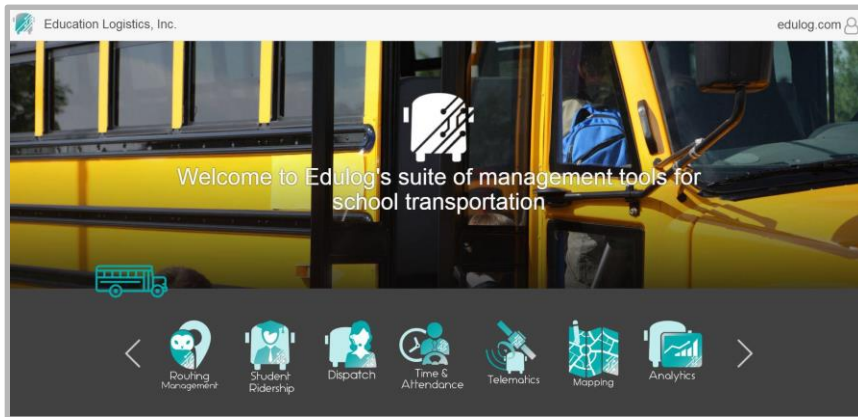 Education Logistics, Inc.
edulog.com
Welcome to Edulog's suite of management tools for
school transportation
Routing
Management
Student
Ridership
Dispatch
Time &
Attendance
Telematics
Mapping
Analytics